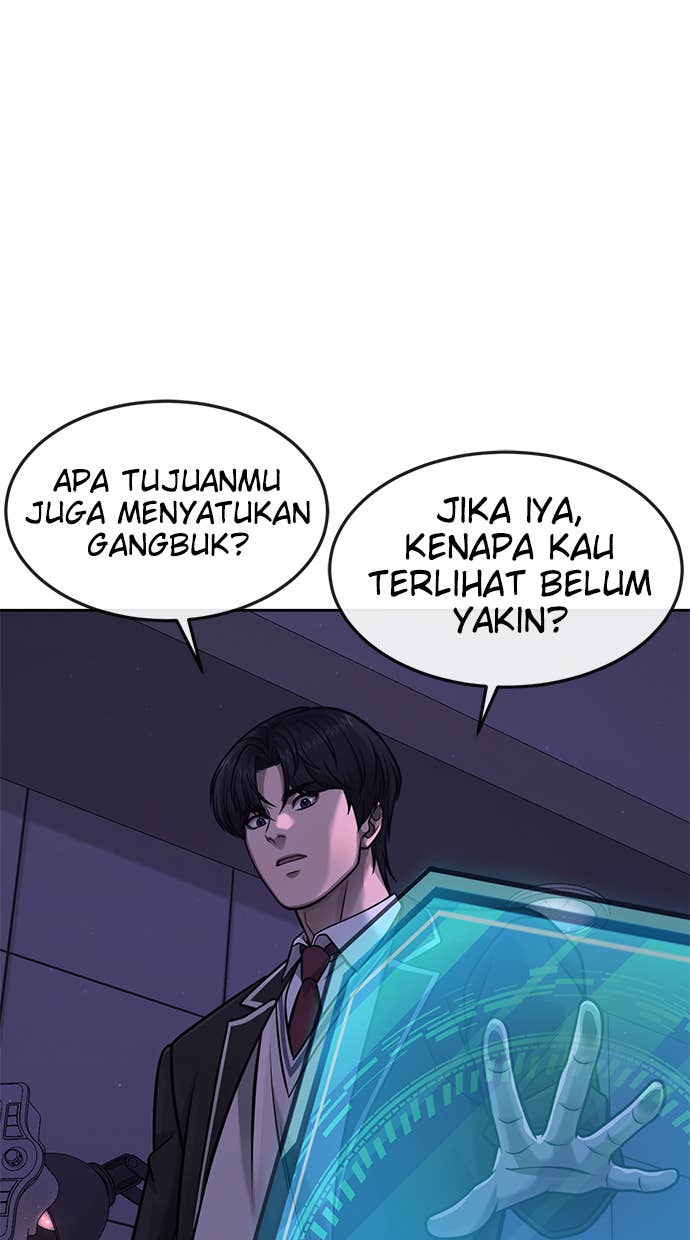 APA TUJUANMU
JUGA MENYATUKAN
GANGBUK?
JIKA IYA,
KENAPA KAU
TERLIHAT BELUM
YAKIN?